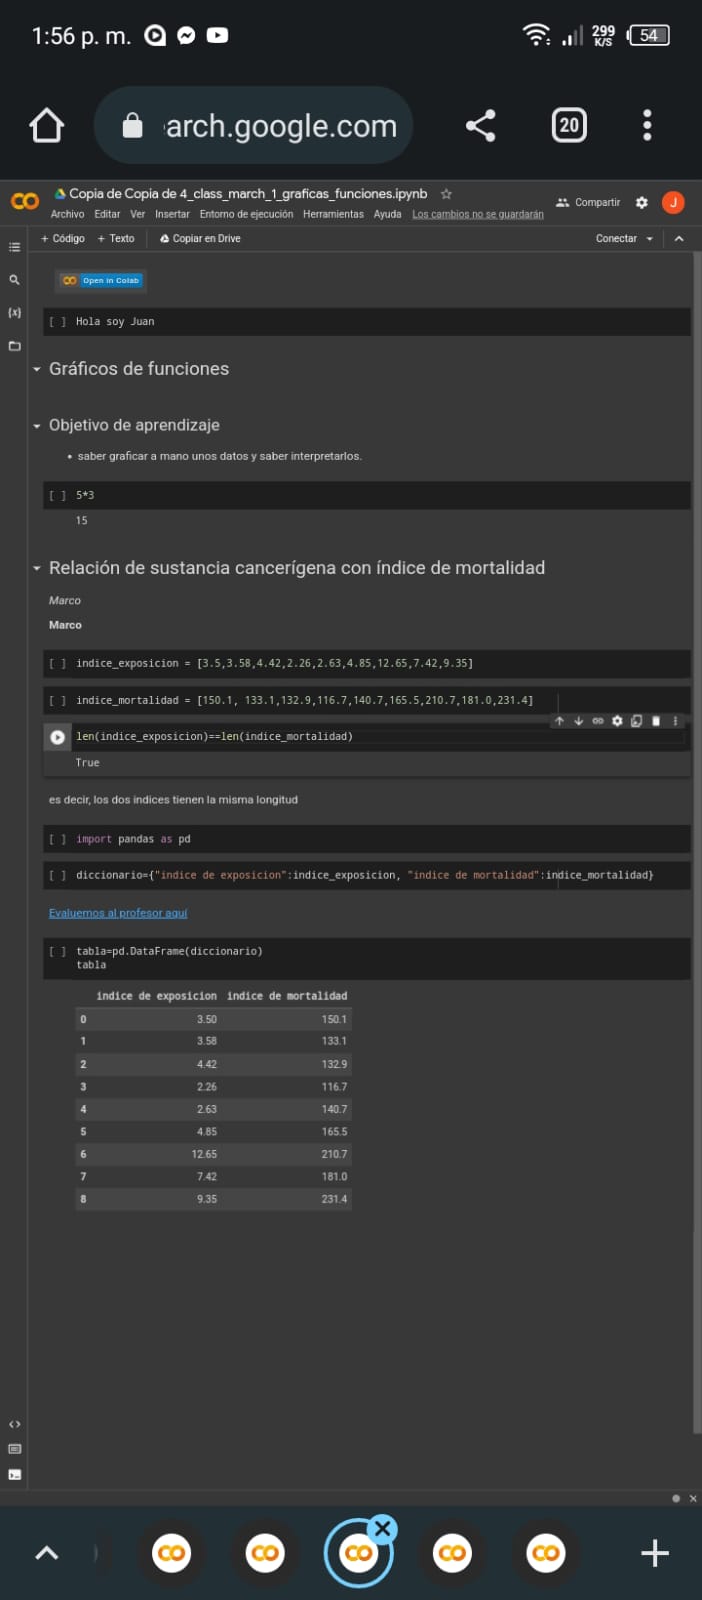 1:56 p. m.
299
K/S
54
arch.google.com
20
Copia de Copia de 4_class_march_1_graficas_funciones.ipynb
Compartir
J
Archivo Editar Ver Insertar Entorno de ejecución Herramientas Ayuda Los cambios no se guardarán
+ Código + Texto Copiar en Drive Conectar
Open in Colab
[ ] Hola soy Juan
Gráficos de funciones
Objetivo de aprendizaje
• saber graficar a mano unos datos y saber interpretarlos.
[ ] 5*3
15
Relación de sustancia cancerígena con índice de mortalidad
Marco
Marco
[ ] indice_exposicion = [3.5,3.58,4.42,2.26,2.63,4.85,12.65,7.42,9.35]
[ ] indice_mortalidad = [150.1, 133.1,132.9,116.7,140.7,165.5,210.7,181.0,231.4]
len(indice_exposicion)==len(indice_mortalidad)
True
es decir, los dos indices tienen la misma longitud
[ ] import pandas as pd
[ ] diccionario={"indice de exposicion":indice_exposicion, "indice de mortalidad":indice_mortalidad}
Evaluemos al profesor aquí
[ ] tabla=pd.DataFrame(diccionario)
tabla
indice de exposicion indice de mortalidad
0 3.50 150.1
1 3.58 133.1
2 4.42 132.9
3 2.26 116.7
4 2.63 140.7
5 4.85 165.5
6 12.65 210.7
7 7.42 181.0
8 9.35 231.4